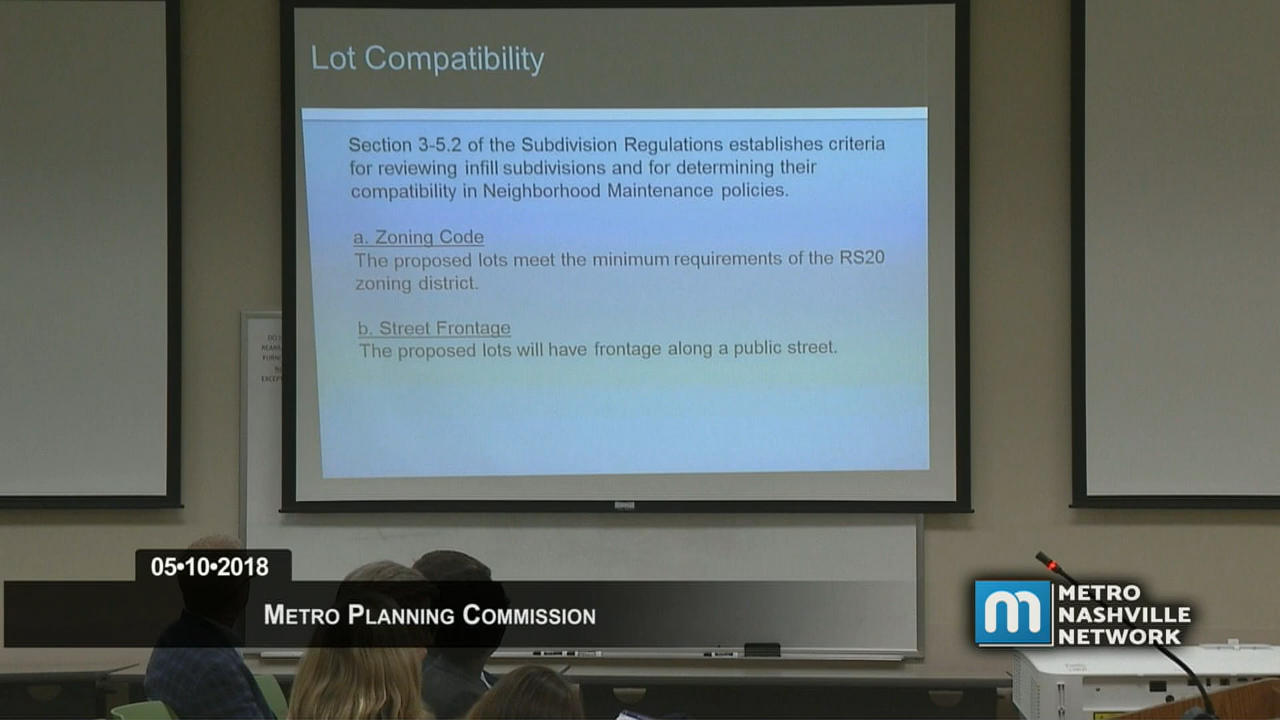 Lot Compatibility
Section 3-5.2 of the Subdivision Regulations establishes criteria
for reviewing infill subdivisions and for determining their
compatibility in Neighborhood Maintenance policies.
a. Zoning Code
The proposed lots meet the minimum requirements of the RS20
zoning district.
b. Street Frontage
The proposed lots will have frontage along a public street.
05•10•2018
METRO PLANNING COMMISSION
m
METRO
NASHVILLE
NETWORK